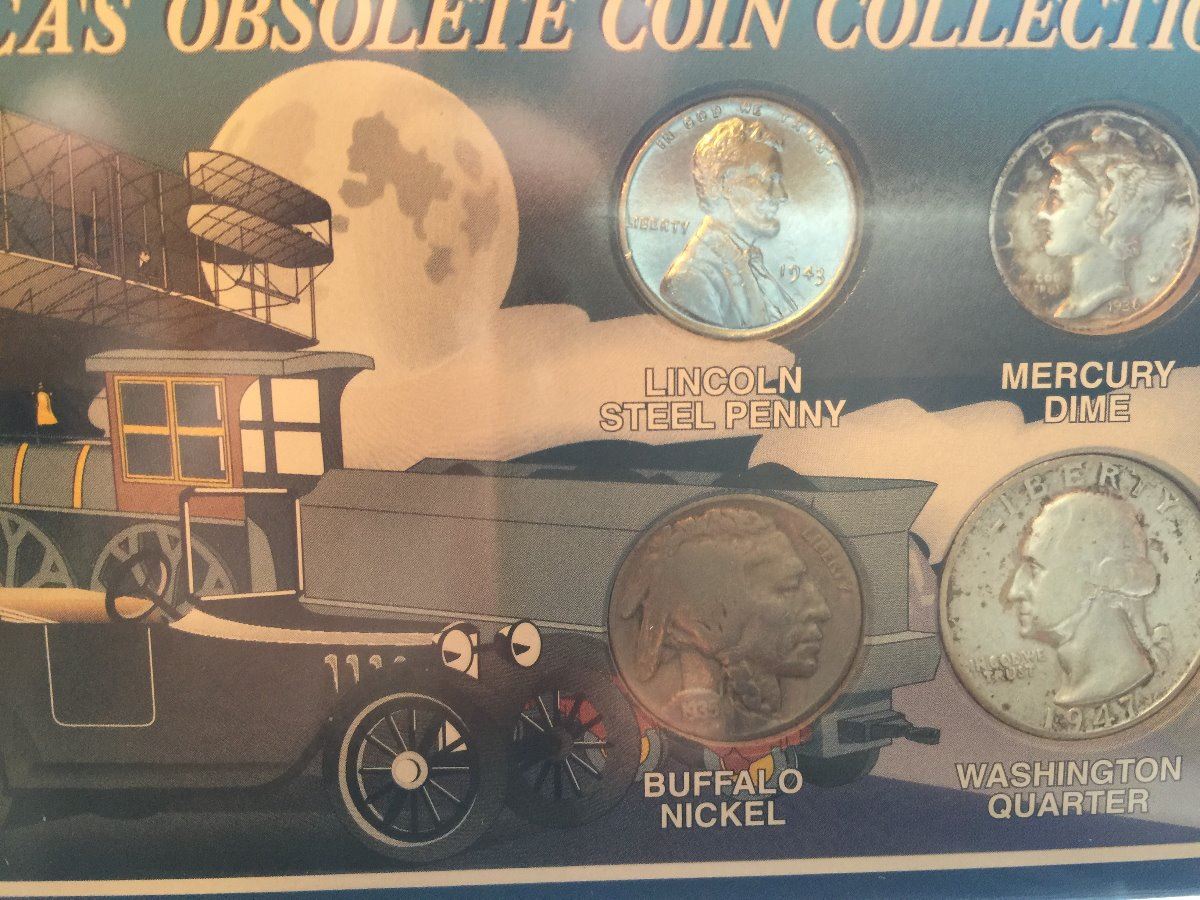 CA'S OBSOLETE COIN COLLECTIO
IN GOD WE TRUST
LIBERTY
1943
LINCOLN
STEEL PENNY
MERCURY
DIME
LIBERTY
LIBERTY
IN GOD WE
TRUST
1947
BUFFALO
NICKEL
WASHINGTON
QUARTER